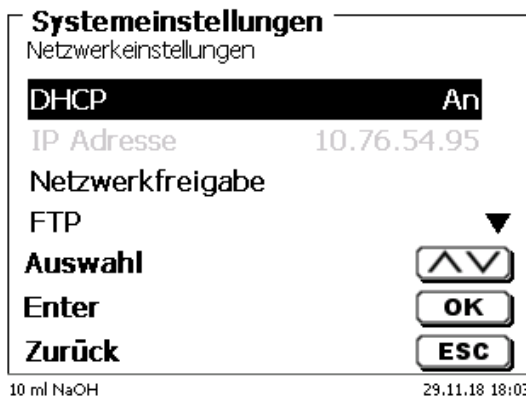 Systemeinstellungen
Netzwerkeinstellungen
DHCP An
IP Adresse 10.76.54.95
Netzwerkfreigabe
FTP
Auswahl
Enter OK
Zurück ESC
10 ml NaOH 29.11.18 18:03